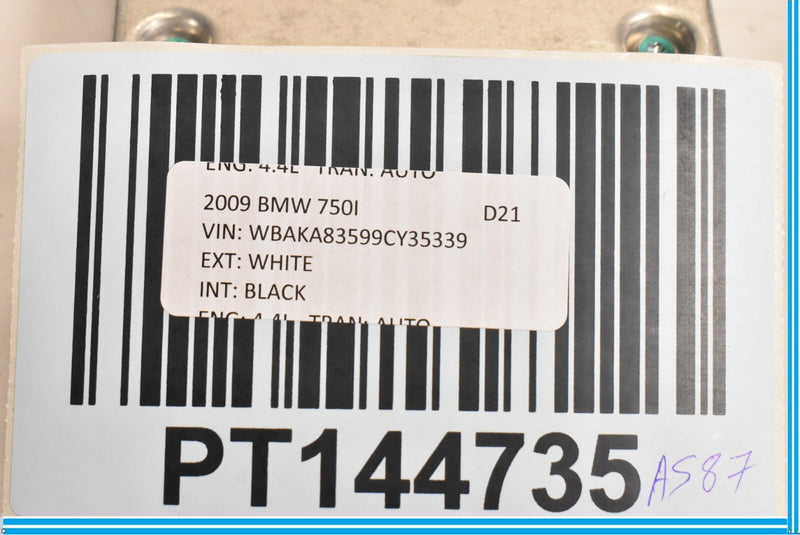 ENG: 4.4L TRAN: AUTO
2009 BMW 750I D21
VIN: WBAKA83599CY35339
EXT: WHITE
INT: BLACK
ENG: 4.4L TRAN: AUTO
PT144735 AS87